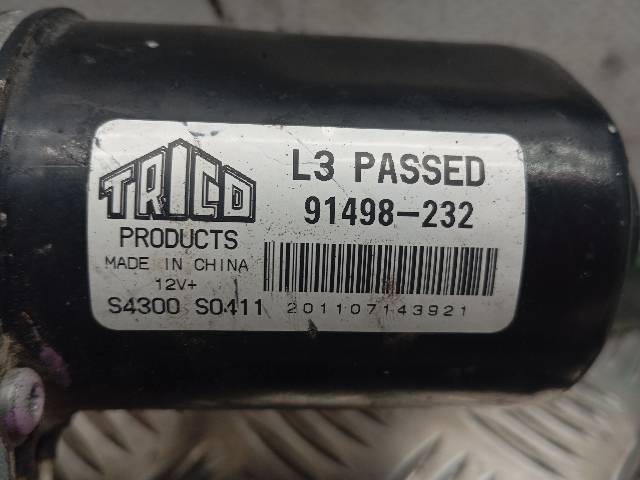 TRICO
PRODUCTS
MADE IN CHINA
12V+
S4300 S0411
L3 PASSED
91498-232
201107143921